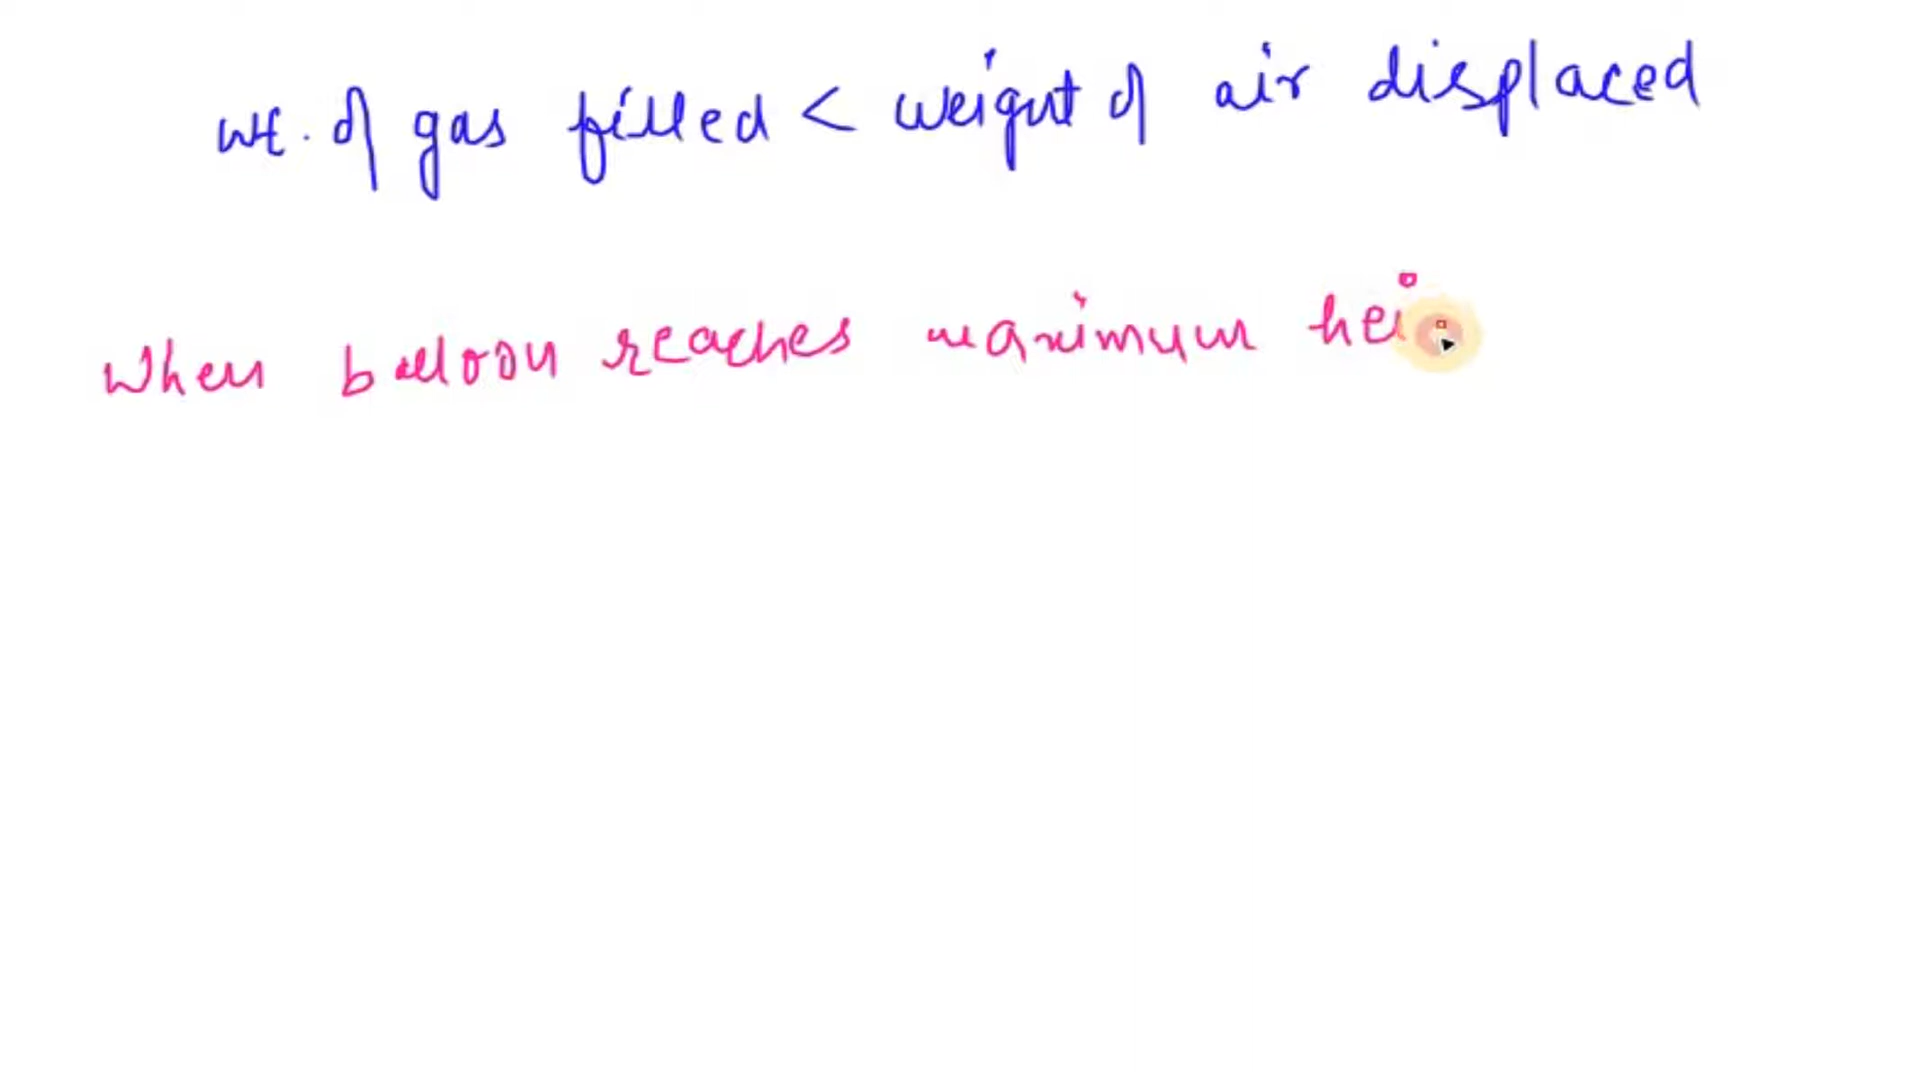 wt. of gas filled < weight of air displaced
When balloon reaches maximum hei